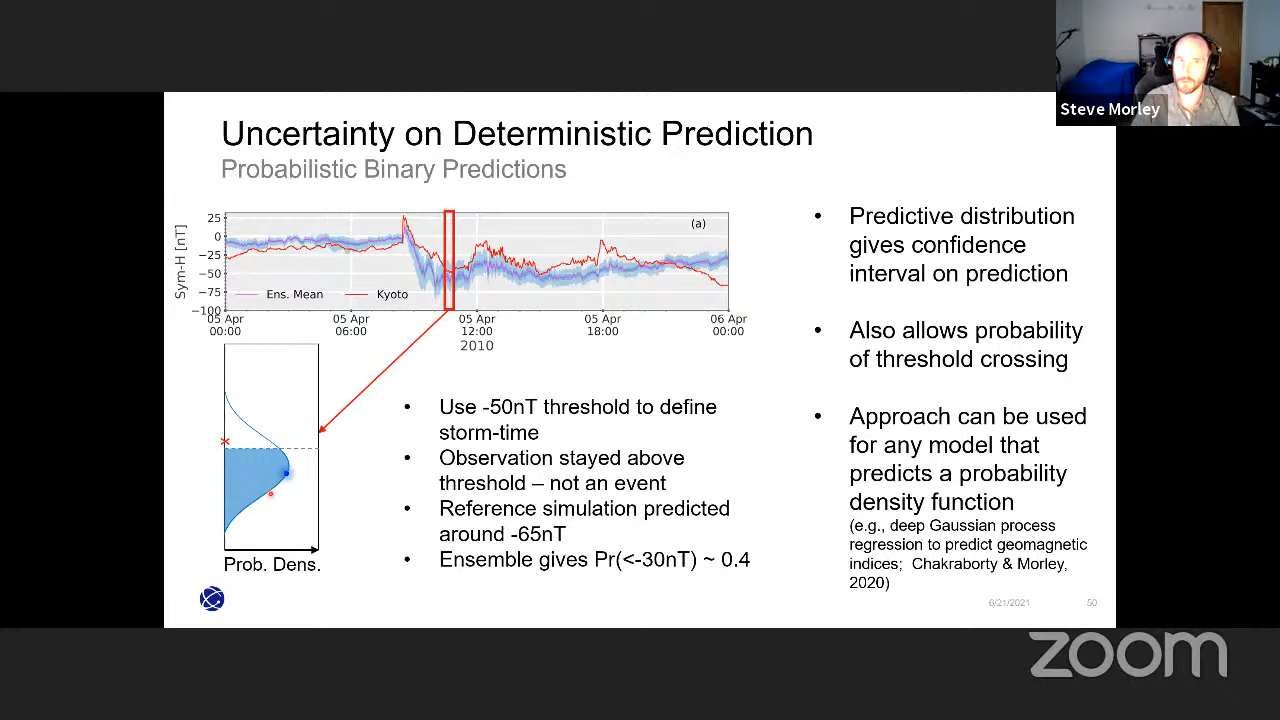 Steve Morley
Uncertainty on Deterministic Prediction
Probabilistic Binary Predictions
Sym-H [nT]
25
0
−25
−50
−75
−100
(a)
Ens. Mean
Kyoto
05 Apr
00:00
05 Apr
06:00
05 Apr
12:00
05 Apr
18:00
06 Apr
00:00
2010
Prob. Dens.
• Use -50nT threshold to define
storm-time
• Observation stayed above
threshold – not an event
• Reference simulation predicted
around -65nT
• Ensemble gives Pr(<-30nT) ~ 0.4
• Predictive distribution
gives confidence
interval on prediction
• Also allows probability
of threshold crossing
• Approach can be used
for any model that
predicts a probability
density function
(e.g., deep Gaussian process
regression to predict geomagnetic
indices; Chakraborty & Morley,
2020)
6/21/2021
50
zoom